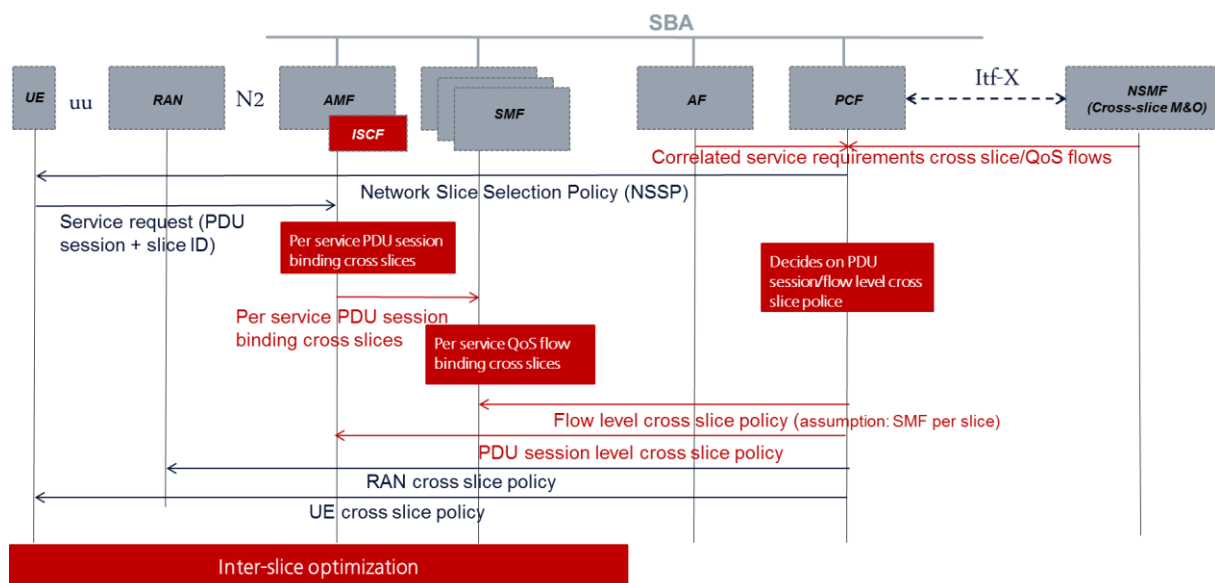 SBA
UE
uu
RAN
N2
AMF
ISCF
SMF
AF
PCF
Itf-X
NSMF
(Cross-slice M&O)
Correlated service requirements cross slice/QoS flows
Network Slice Selection Policy (NSSP)
Service request (PDU
session + slice ID)
Per service PDU session
binding cross slices
Decides on PDU
session/flow level cross
slice police
Per service PDU session
binding cross slices
Per service QoS flow
binding cross slices
Flow level cross slice policy (assumption: SMF per slice)
PDU session level cross slice policy
RAN cross slice policy
UE cross slice policy
Inter-slice optimization